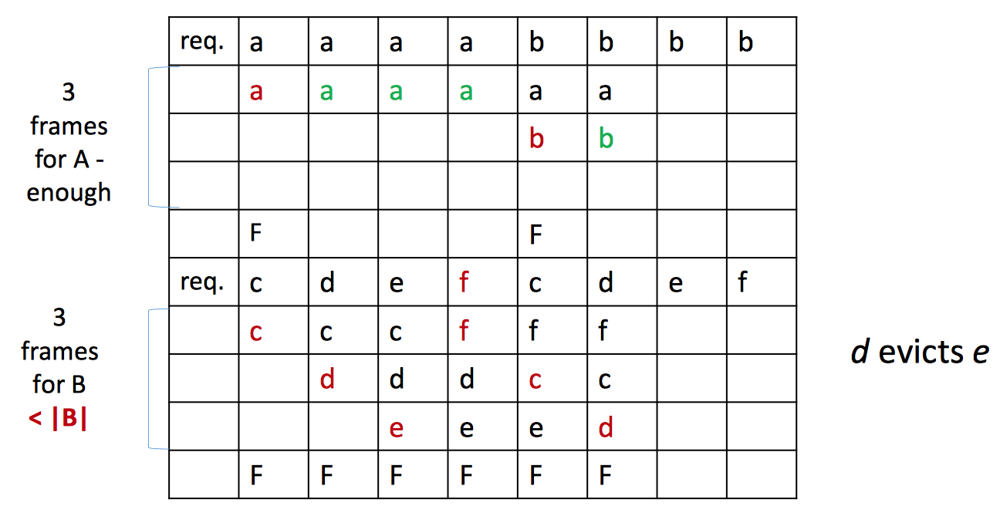 req. a a a a b b b b
3
frames
for A -
enough
a a a a a a
b b
F F
req. c d e f c d e f
3
frames
for B
< |B|
c c c f f f
d d d c c
e e e d
F F F F F F
d evicts e